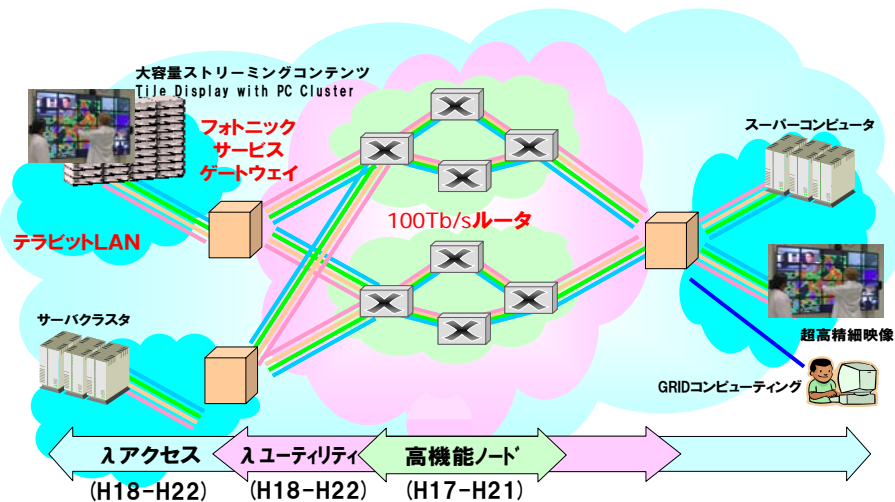 大容量ストリーミングコンテンツ
Tile Display with PC Cluster
フォトニック
サービス
ゲートウェイ
スーパーコンピュータ
100Tb/sルータ
テラビットLAN
サーバクラスタ
超高精細映像
GRIDコンピューティング
λアクセス
λユーティリティ
高機能ノード
(H18-H22)
(H18-H22)
(H17-H21)